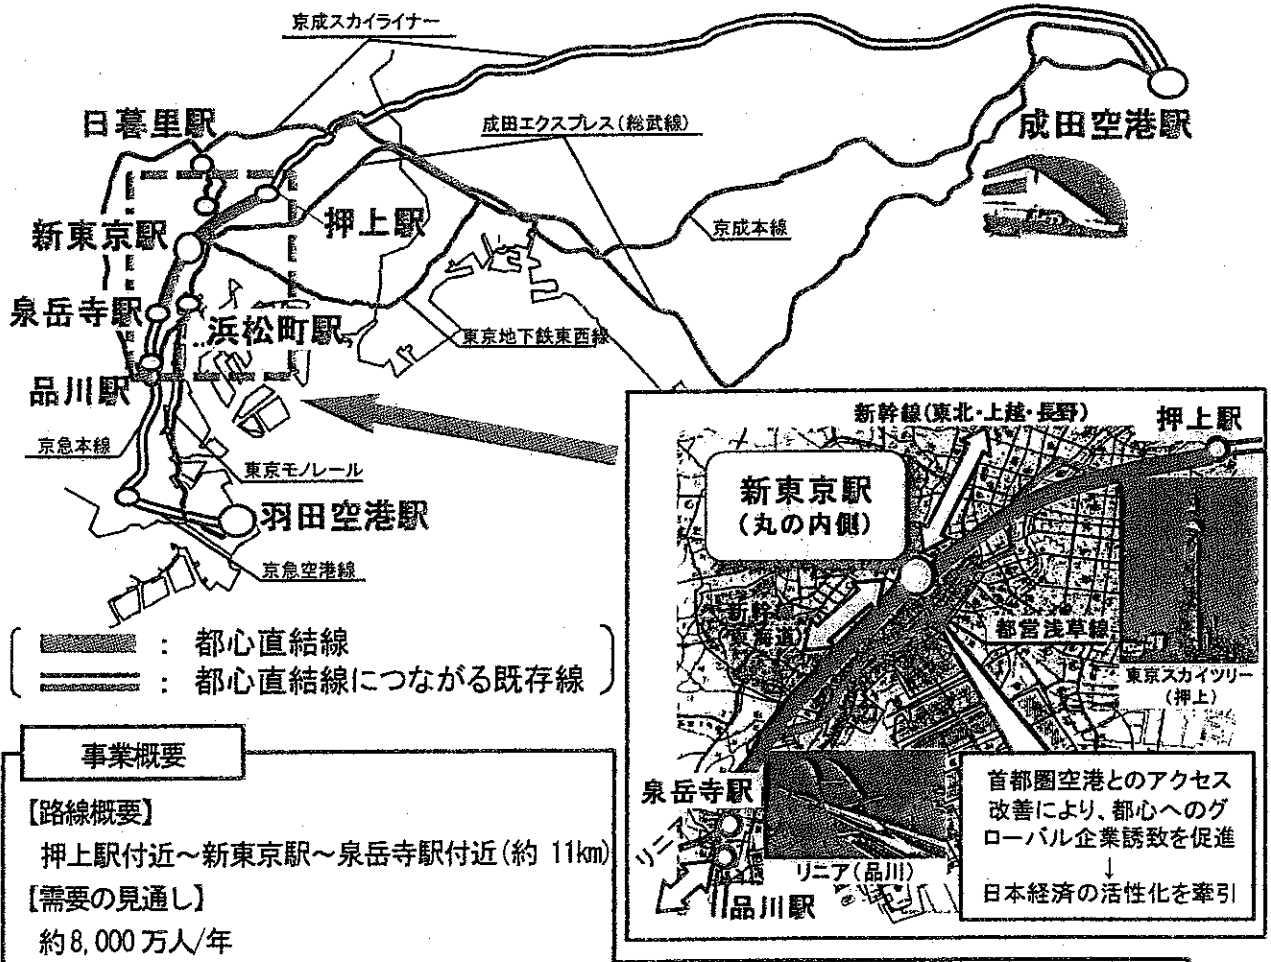 京成スカイライナー
日暮里駅
成田エクスプレス(総武線)
成田空港駅
新東京駅
押上駅
京成本線
泉岳寺駅
浜松町駅
東京地下鉄東西線
品川駅
京急本線
東京モノレール
羽田空港駅
京急空港線
: 都心直結線
: 都心直結線につながる既存線
新幹線(東北・上越・長野)
押上駅
新東京駅
(丸の内側)
新幹線
(東海道)
都営浅草線
東京スカイツリー
(押上)
泉岳寺駅
リニア
リニア(品川)
品川駅
首都圏空港とのアクセス
改善により、都心へのグ
ローバル企業誘致を促進
↓
日本経済の活性化を牽引
事業概要
【路線概要】
押上駅付近~新東京駅~泉岳寺駅付近(約 11km)
【需要の見通し】
約8,000万人/年